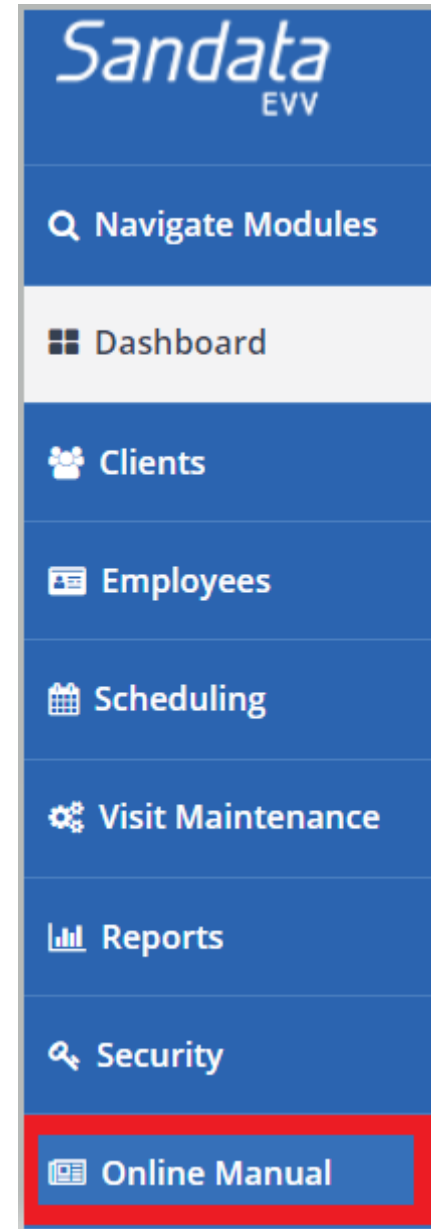 Sandata
EVV
Navigate Modules
Dashboard
Clients
Employees
Scheduling
Visit Maintenance
Reports
Security
Online Manual